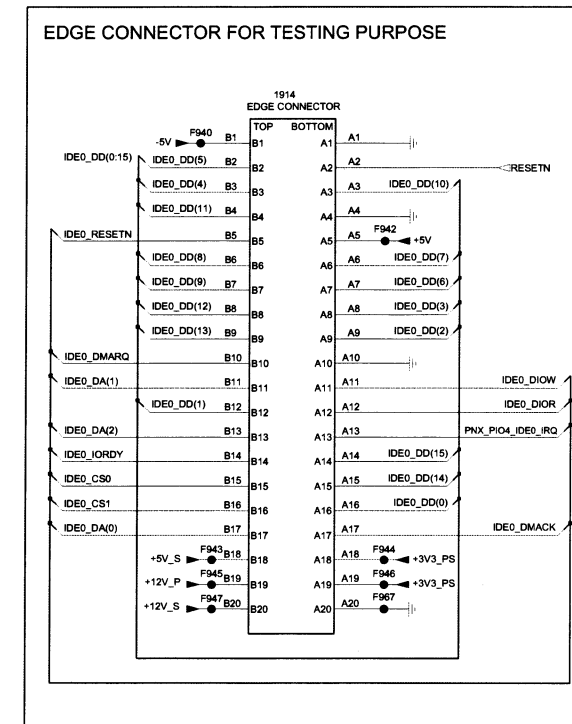 EDGE CONNECTOR FOR TESTING PURPOSE
1914
EDGE CONNECTOR
TOP BOTTOM
-5V F940 B1 B1 A1 A1
IDE0_DD(0:15) IDE0_DD(5) B2 B2 A2 A2 RESETN
IDE0_DD(4) B3 B3 A3 A3 IDE0_DD(10)
IDE0_DD(11) B4 B4 A4 A4
IDE0_RESETN B5 B5 A5 A5 F942 +5V
IDE0_DD(8) B6 B6 A6 A6 IDE0_DD(7)
IDE0_DD(9) B7 B7 A7 A7 IDE0_DD(6)
IDE0_DD(12) B8 B8 A8 A8 IDE0_DD(3)
IDE0_DD(13) B9 B9 A9 A9 IDE0_DD(2)
IDE0_DMARQ B10 B10 A10 A10
IDE0_DA(1) B11 B11 A11 A11 IDE0_DIOW
IDE0_DD(1) B12 B12 A12 A12 IDE0_DIOR
IDE0_DA(2) B13 B13 A13 A13 PNX_PIO4_IDE0_IRQ
IDE0_IORDY B14 B14 A14 A14 IDE0_DD(15)
IDE0_CS0 B15 B15 A15 A15 IDE0_DD(14)
IDE0_CS1 B16 B16 A16 A16 IDE0_DD(0)
IDE0_DA(0) B17 B17 A17 A17 IDE0_DMACK
+5V_S F943 B18 B18 A18 A18 F944 +3V3_PS
+12V_P F945 B19 B19 A19 A19 F946 +3V3_PS
+12V_S F947 B20 B20 A20 A20 F967